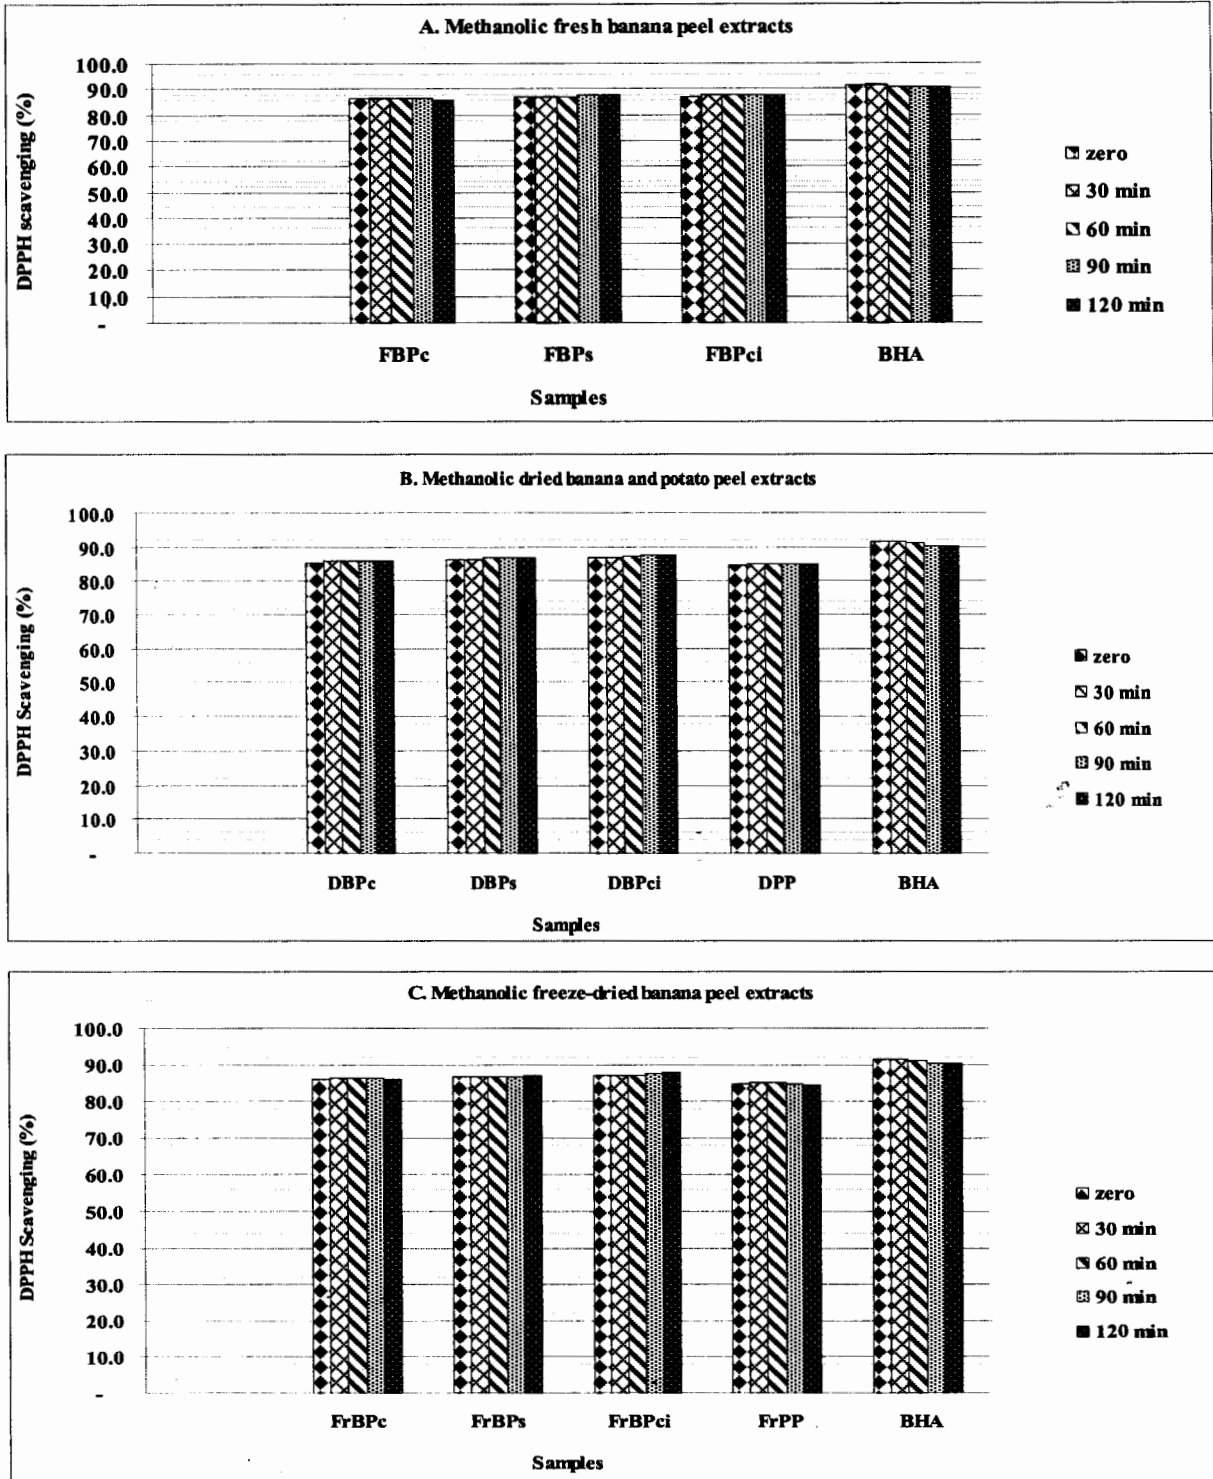 A. Methanolic fresh banana peel extracts
DPPH scavenging (%)
100.0
90.0
80.0
70.0
60.0
50.0
40.0
30.0
20.0
10.0
-
FBPc FBPs FBPci BHA
Samples
zero
30 min
60 min
90 min
120 min
B. Methanolic dried banana and potato peel extracts
DPPH Scavenging (%)
100.0
90.0
80.0
70.0
60.0
50.0
40.0
30.0
20.0
10.0
-
DBPc DBPs DBPci DPP BHA
Samples
zero
30 min
60 min
90 min
120 min
C. Methanolic freeze-dried banana peel extracts
DPPH Scavenging (%)
100.0
90.0
80.0
70.0
60.0
50.0
40.0
30.0
20.0
10.0
-
FrBPc FrBPs FrBPci FrPP BHA
Samples
zero
30 min
60 min
90 min
120 min